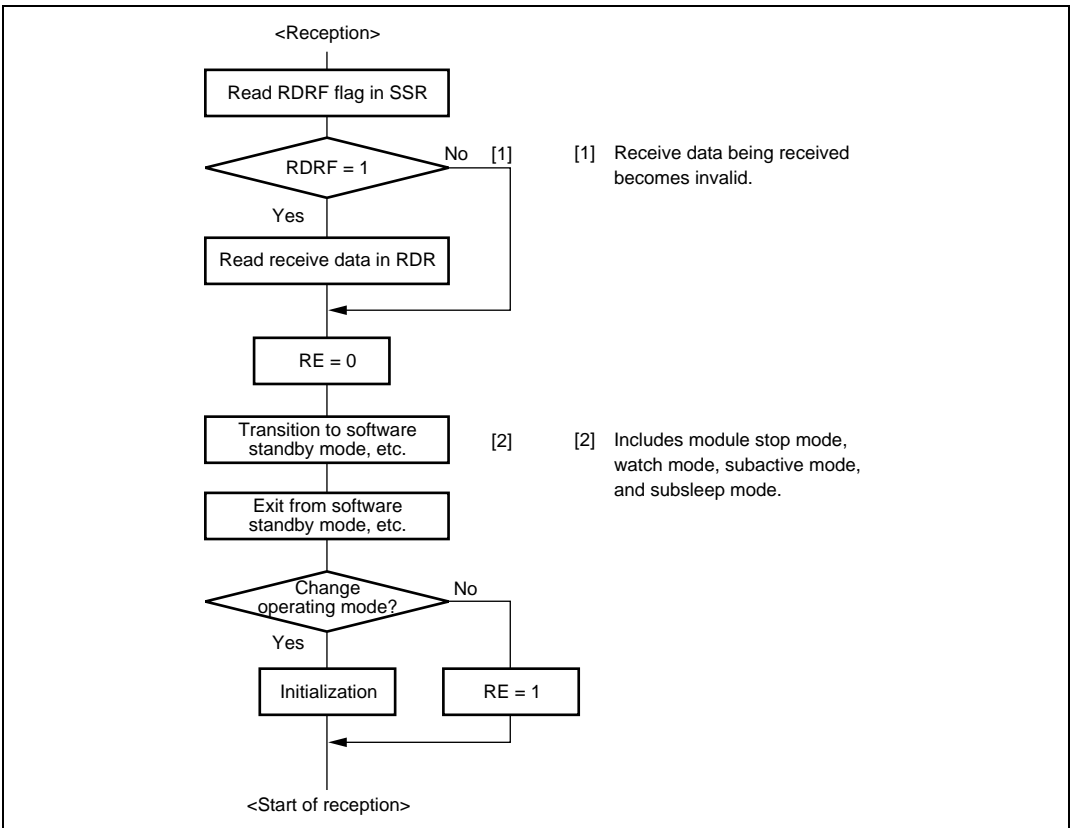 <Reception>
Read RDRF flag in SSR
RDRF = 1
No [1]
[1] Receive data being received
becomes invalid.
Yes
Read receive data in RDR
RE = 0
Transition to software
standby mode, etc.
[2]
[2] Includes module stop mode,
watch mode, subactive mode,
and subsleep mode.
Exit from software
standby mode, etc.
Change
operating mode?
No
Yes
Initialization
RE = 1
<Start of reception>